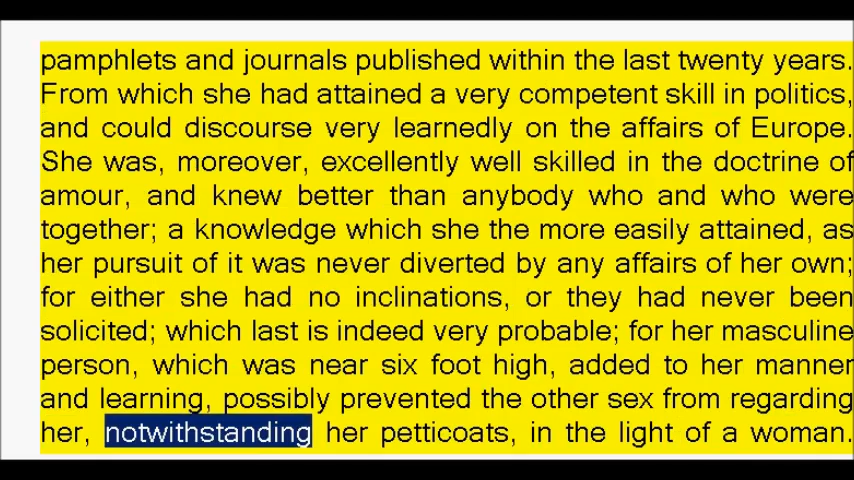 pamphlets and journals published within the last twenty years.
From which she had attained a very competent skill in politics,
and could discourse very learnedly on the affairs of Europe.
She was, moreover, excellently well skilled in the doctrine of
amour, and knew better than anybody who and who were
together; a knowledge which she the more easily attained, as
her pursuit of it was never diverted by any affairs of her own;
for either she had no inclinations, or they had never been
solicited; which last is indeed very probable; for her masculine
person, which was near six foot high, added to her manner
and learning, possibly prevented the other sex from regarding
her, notwithstanding her petticoats, in the light of a woman.